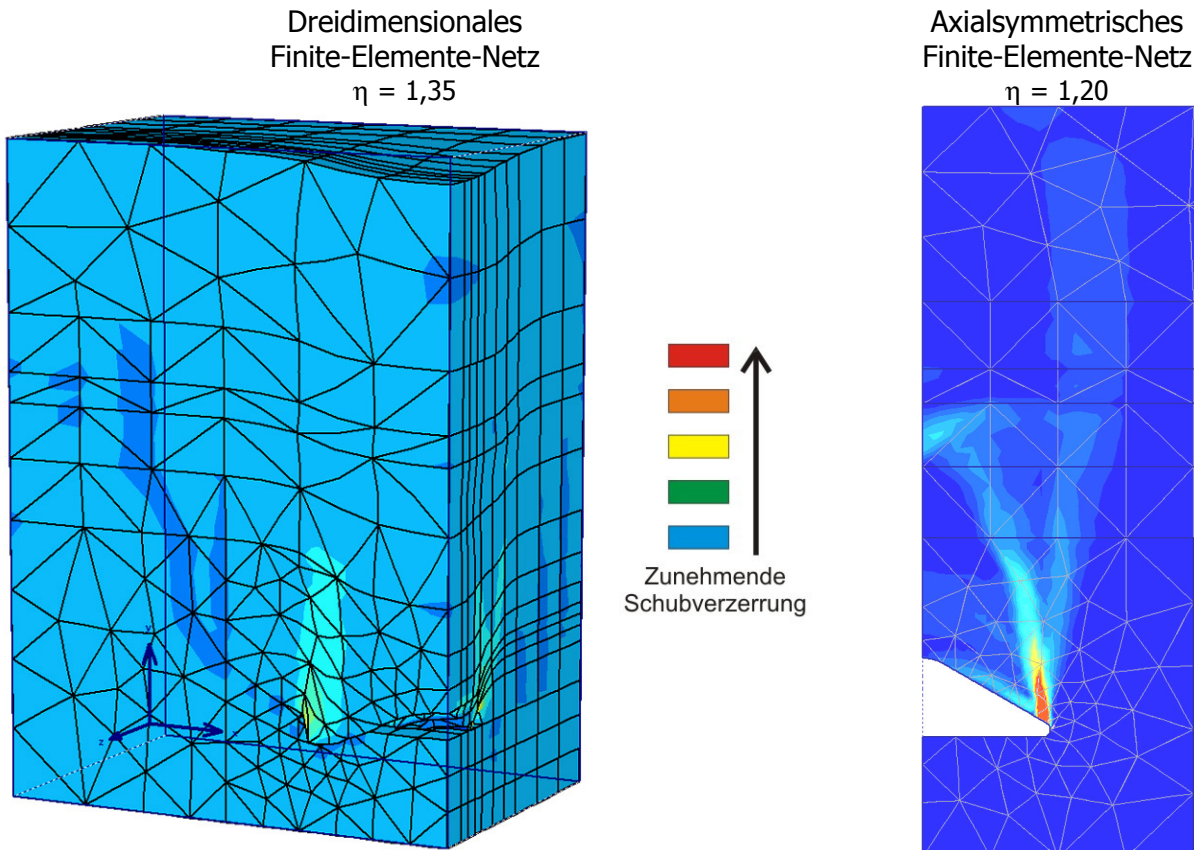 Dreidimensionales
Finite-Elemente-Netz
η = 1,35
Axialsymmetrisches
Finite-Elemente-Netz
η = 1,20
Zunehmende
Schubverzerrung
Y
X
Z